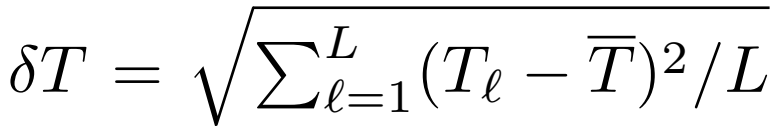 δT = √(∑_{ℓ=1}^{L}(T_ℓ − T̅)²/L)